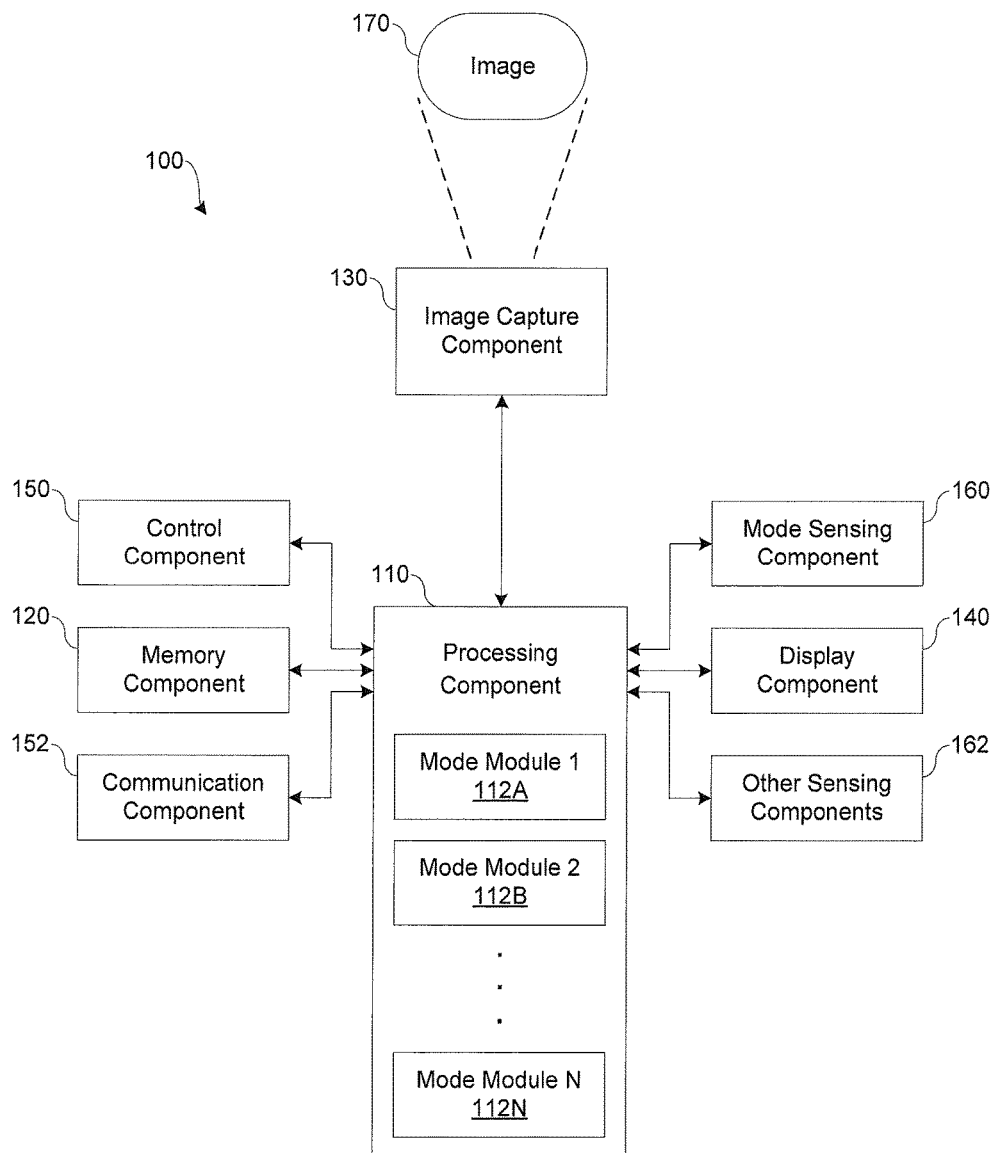 170
Image
100
130
Image Capture
Component
150
Control
Component
160
Mode Sensing
Component
110
120
Memory
Component
Processing
Component
140
Display
Component
152
Communication
Component
162
Other Sensing
Components
Mode Module 1
112A
Mode Module 2
112B
Mode Module N
112N